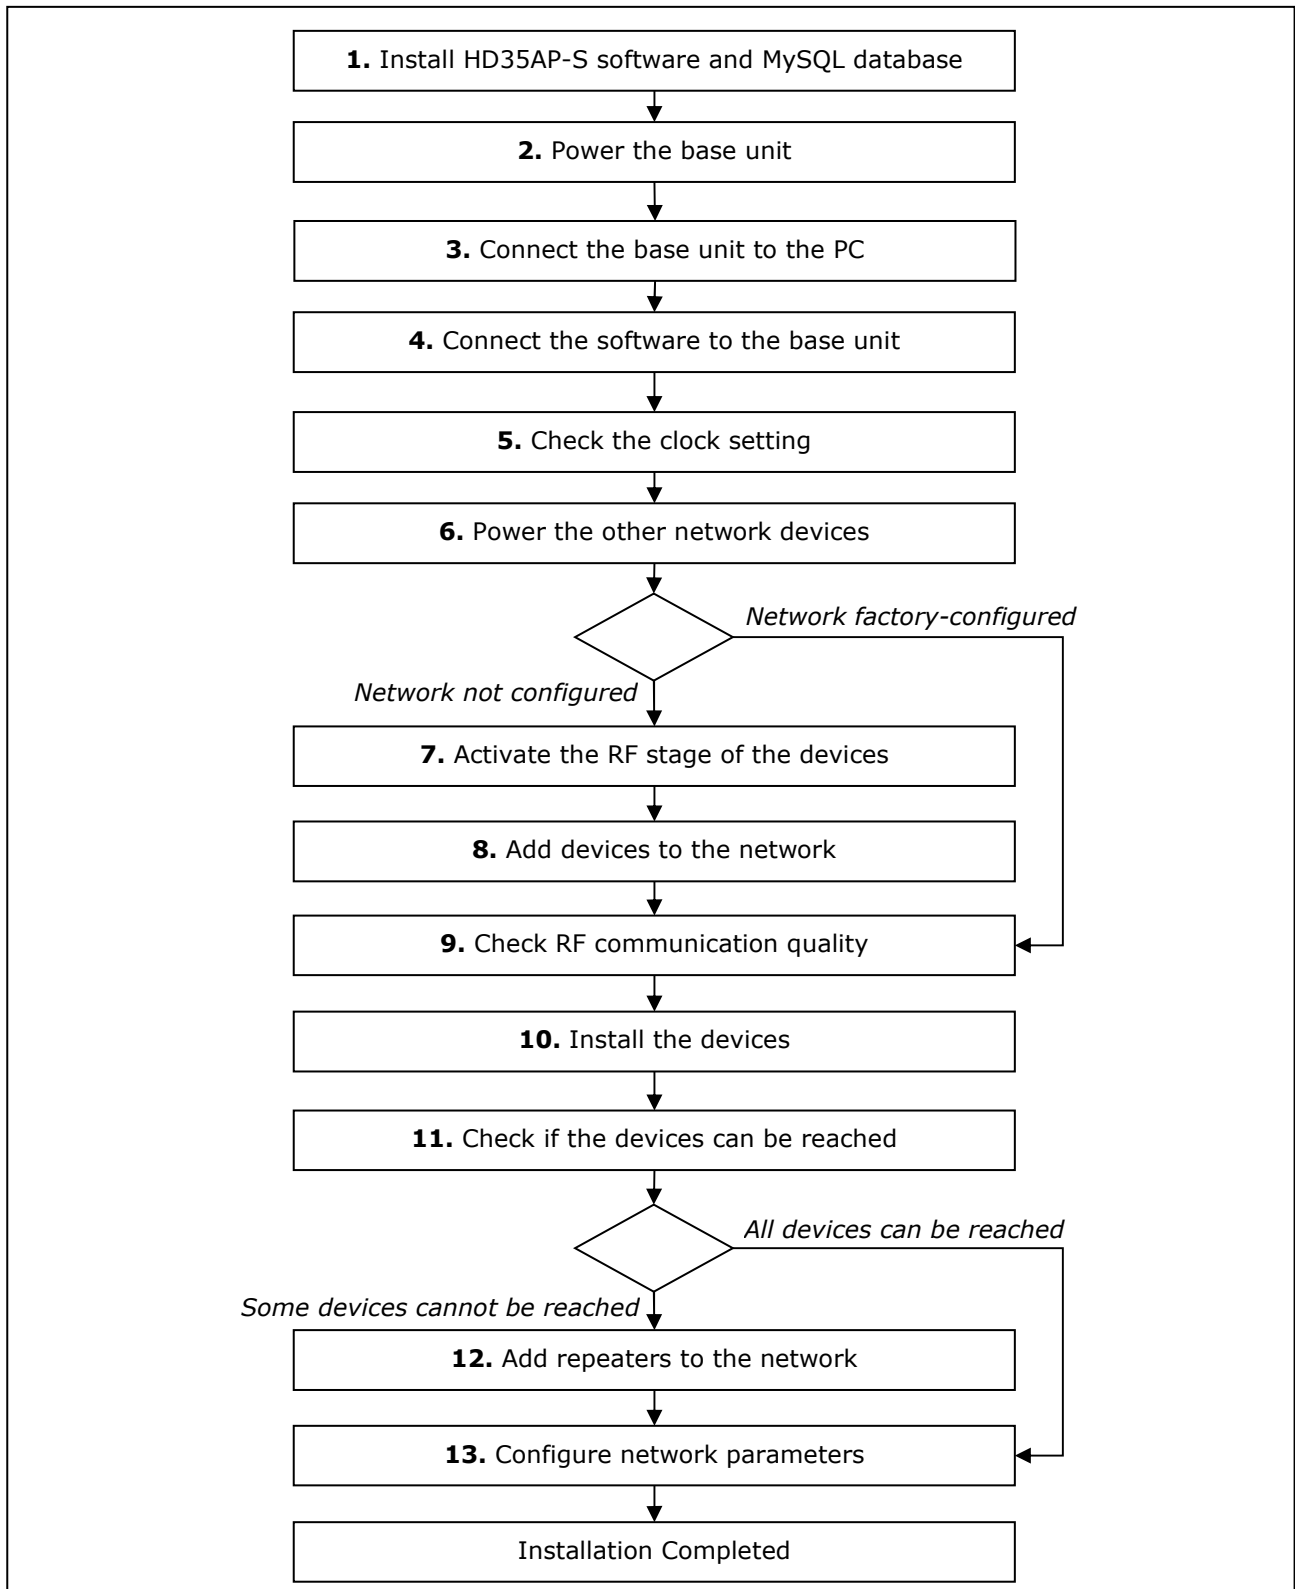 1. Install HD35AP-S software and MySQL database
2. Power the base unit
3. Connect the base unit to the PC
4. Connect the software to the base unit
5. Check the clock setting
6. Power the other network devices
Network factory-configured
Network not configured
7. Activate the RF stage of the devices
8. Add devices to the network
9. Check RF communication quality
10. Install the devices
11. Check if the devices can be reached
All devices can be reached
Some devices cannot be reached
12. Add repeaters to the network
13. Configure network parameters
Installation Completed